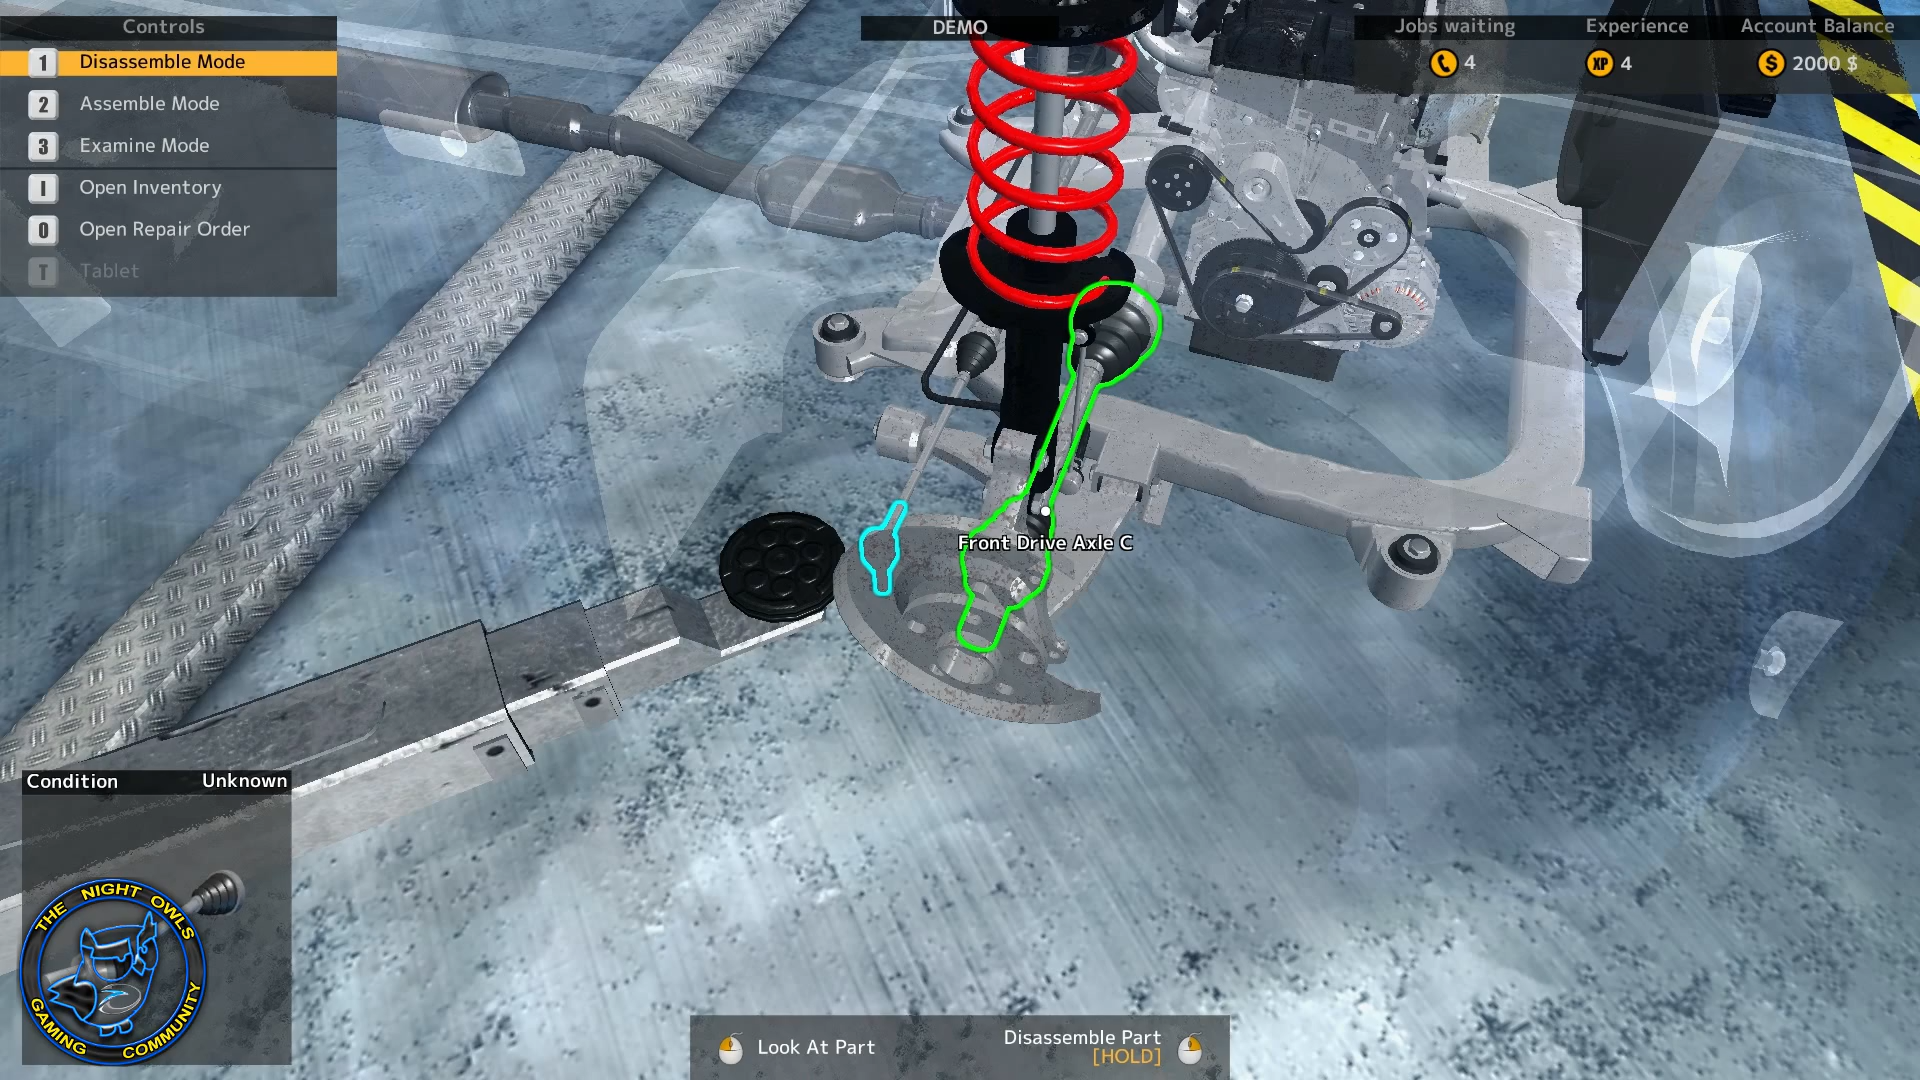 Controls
1 Disassemble Mode
2 Assemble Mode
3 Examine Mode
I Open Inventory
O Open Repair Order
T Tablet
DEMO
Jobs waiting Experience Account Balance
4 XP 4 $ 2000 $
Front Drive Axle C
Condition Unknown
THE NIGHT OWLS
GAMING COMMUNITY
Look At Part
Disassemble Part
[HOLD]